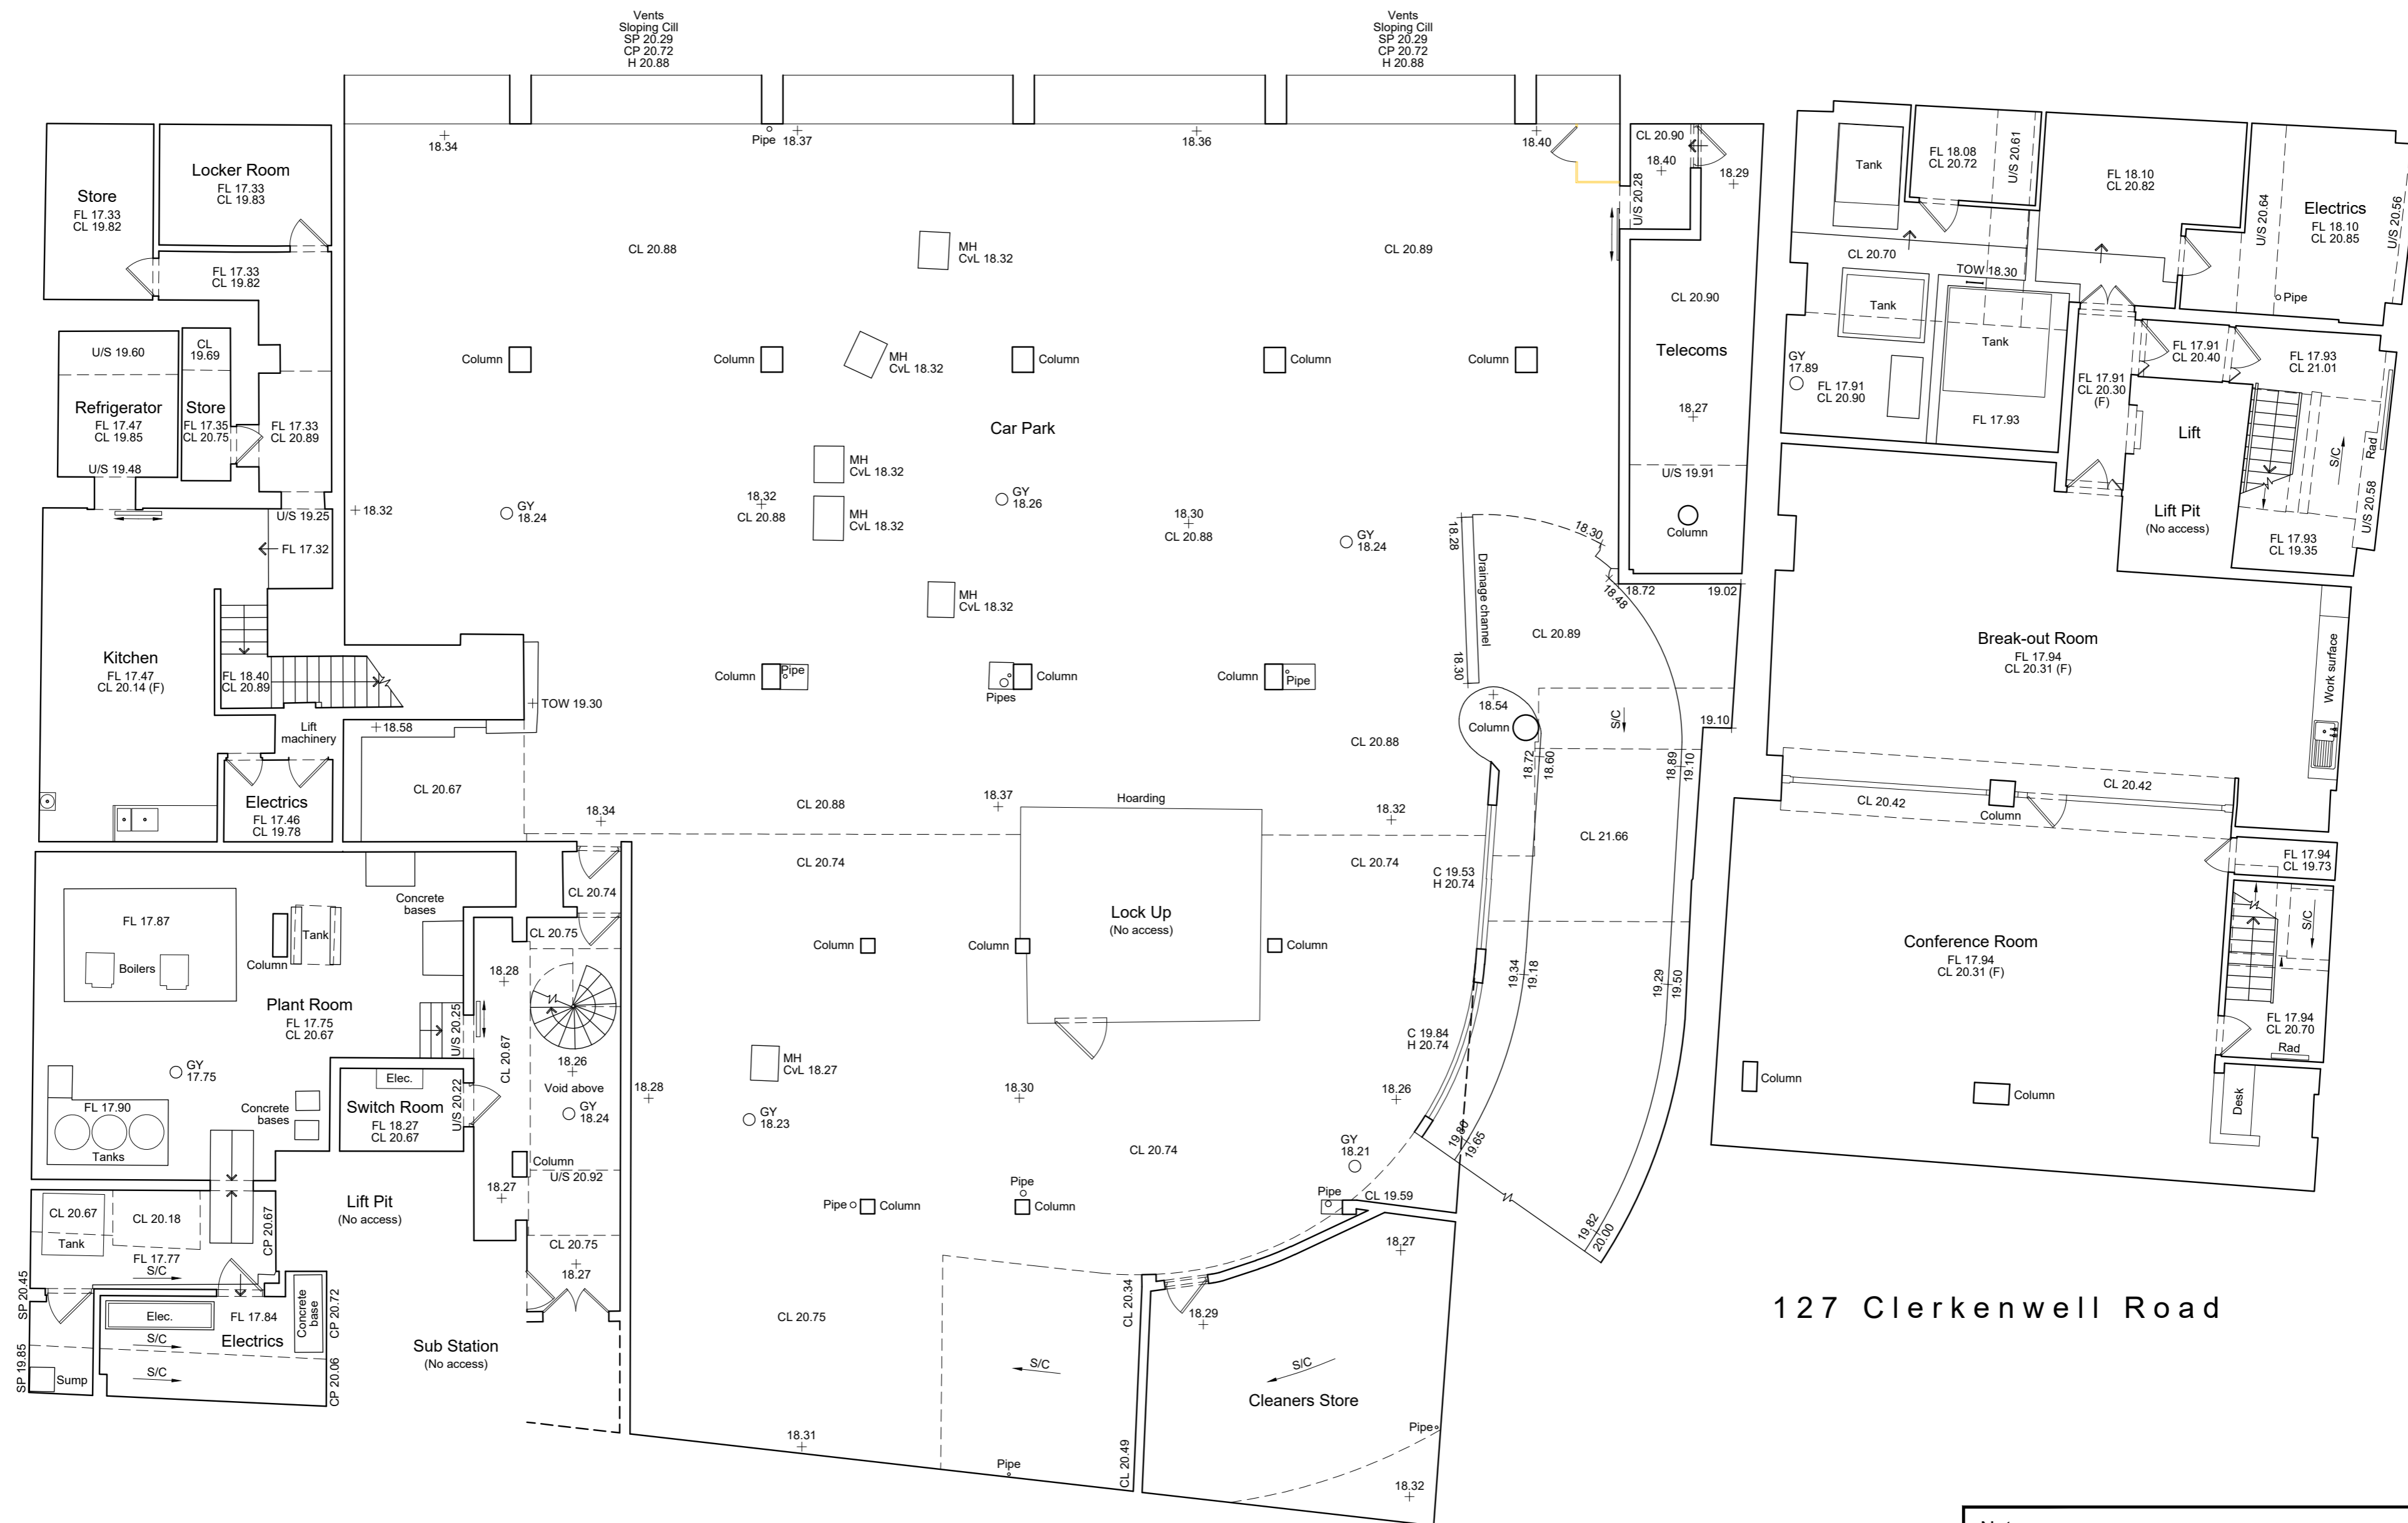 Vents
Sloping Cill
SP 20.29
CP 20.72
H 20.88
Vents
Sloping Cill
SP 20.29
CP 20.72
H 20.88
18.34
Pipe 18.37
18.36
18.40
Store
FL 17.33
CL 19.82
Locker Room
FL 17.33
CL 19.83
FL 17.33
CL 19.82
U/S 19.60
Refrigerator
FL 17.47
CL 19.85
U/S 19.48
CL
19.69
Store
FL 17.35
CL 20.75
FL 17.33
CL 20.89
U/S 19.25
FL 17.32
Kitchen
FL 17.47
CL 20.14 (F)
FL 18.40
CL 20.89
Lift
machinery
Electrics
FL 17.46
CL 19.78
CL 20.88
MH
CvL 18.32
CL 20.89
Column
Column
MH
CvL 18.32
Column
Column
Column
Car Park
MH
CvL 18.32
MH
CvL 18.32
18.32
GY
18.24
18.32
CL 20.88
GY
18.26
18.30
CL 20.88
GY
18.24
MH
CvL 18.32
Column
Pipe
Pipes
Column
Column
Pipe
TOW 19.30
18.58
CL 20.67
CL 20.88
18.34
CL 20.88
18.37
Hoarding
18.32
CL 20.74
CL 20.74
Lock Up
(No access)
Column
Column
Column
MH
CvL 18.27
18.28
18.30
18.26
GY
18.23
CL 20.74
GY
18.21
Pipe
Column
Pipe
Column
Pipe
CL 19.59
CL 20.75
CL 20.34
CL 20.49
S/C
18.31
Pipe
18.27
18.29
S/C
Cleaners Store
Pipe
18.32
CL 20.90
18.40
18.29
U/S 20.28
CL 20.90
Telecoms
18.27
U/S 19.91
Column
18.72
19.02
18.48
18.30
18.28
Drainage channel
18.30
CL 20.89
18.54
Column
S/C
19.10
18.72
18.60
18.89
19.10
CL 21.66
C 19.53
H 20.74
19.34
19.18
19.29
19.50
C 19.84
H 20.74
19.80
19.65
19.82
20.00
FL 17.87
Boilers
Column
Tank
Concrete
bases
Plant Room
FL 17.75
CL 20.67
GY
17.75
FL 17.90
Tanks
Concrete
bases
Elec.
Switch Room
FL 18.27
CL 20.67
U/S 20.25
U/S 20.22
CL 20.67
CL 20.74
CL 20.75
18.28
18.26
Void above
GY
18.24
Column
U/S 20.92
18.27
CL 20.75
18.27
Lift Pit
(No access)
CL 20.67
CL 20.18
Tank
FL 17.77
S/C
CP 20.67
SP 20.45
SP 19.85
Sump
Elec.
FL 17.84
S/C
Electrics
S/C
Concrete
base
CP 20.72
CP 20.06
Sub Station
(No access)
Tank
FL 18.08
CL 20.72
U/S 20.61
FL 18.10
CL 20.82
U/S 20.64
Electrics
FL 18.10
CL 20.85
U/S 20.56
Pipe
CL 20.70
TOW 18.30
Tank
Tank
GY
17.89
FL 17.91
CL 20.90
FL 17.93
FL 17.91
CL 20.30
(F)
FL 17.91
CL 20.40
FL 17.93
CL 21.01
Lift
Lift Pit
(No access)
S/C
Rad
U/S 20.58
FL 17.93
CL 19.35
Break-out Room
FL 17.94
CL 20.31 (F)
Work surface
CL 20.42
CL 20.42
Column
FL 17.94
CL 19.73
Conference Room
FL 17.94
CL 20.31 (F)
S/C
FL 17.94
CL 20.70
Rad
Column
Column
Desk
127 Clerkenwell Road